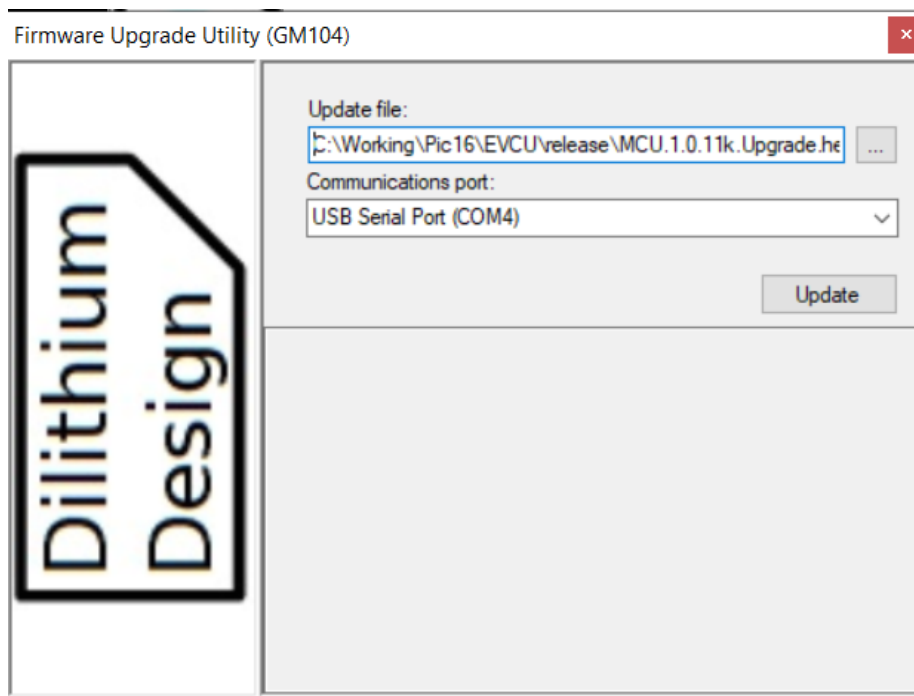 Firmware Upgrade Utility (GM104)
Dilithium
Design
Update file:
C:\Working\Pic16\EVCU\release\MCU.1.0.11k.Upgrade.he
...
Communications port:
USB Serial Port (COM4)
Update